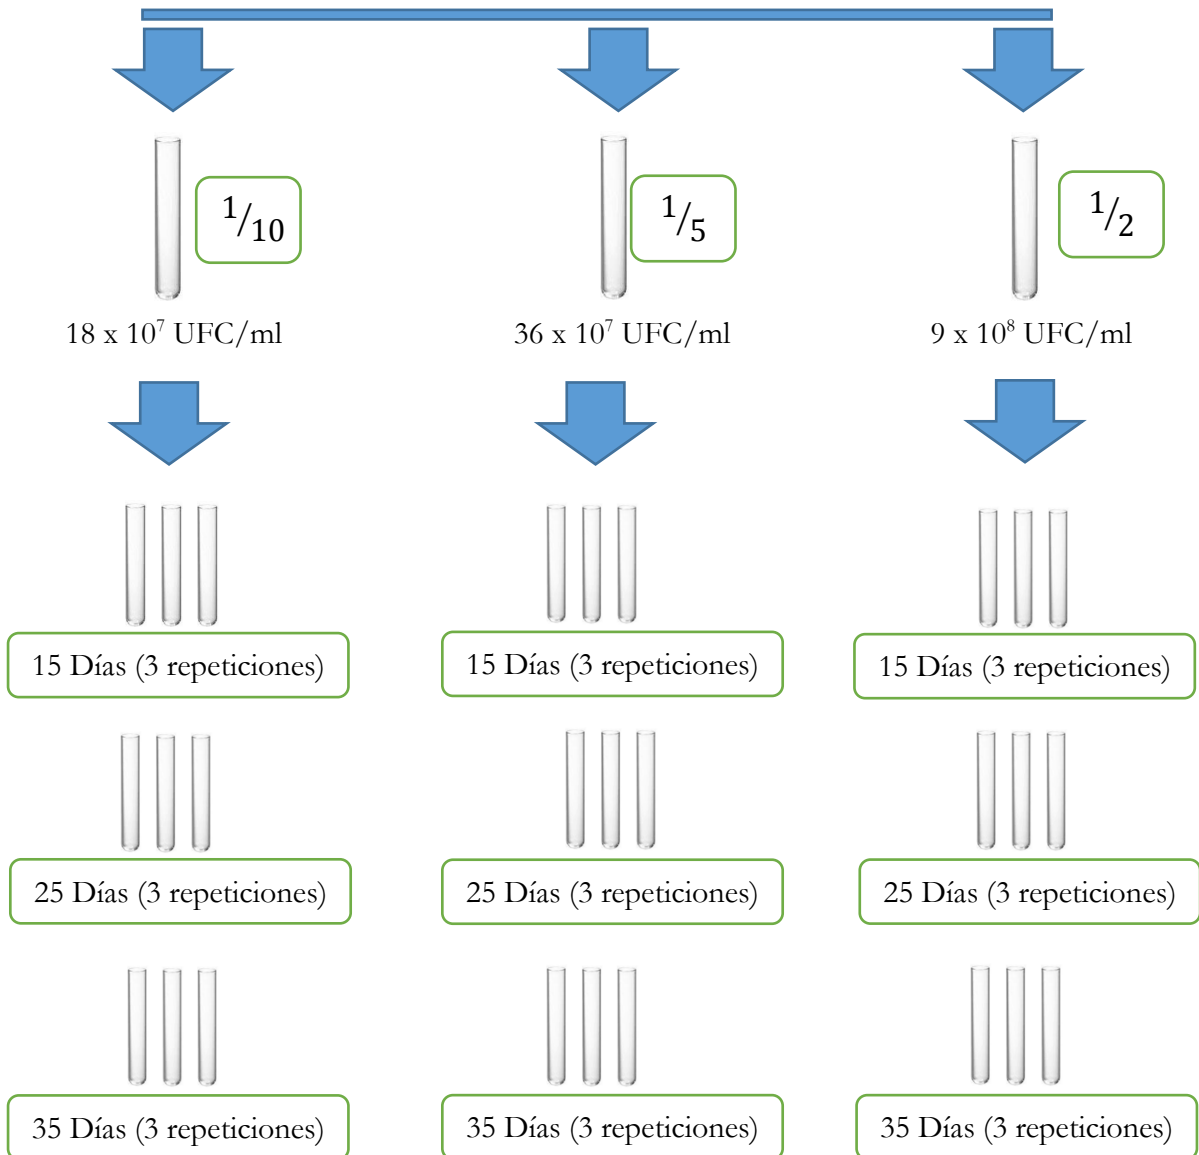 1/10
1/5
1/2
18 x 10⁷ UFC/ml
36 x 10⁷ UFC/ml
9 x 10⁸ UFC/ml
15 Días (3 repeticiones)
15 Días (3 repeticiones)
15 Días (3 repeticiones)
25 Días (3 repeticiones)
25 Días (3 repeticiones)
25 Días (3 repeticiones)
35 Días (3 repeticiones)
35 Días (3 repeticiones)
35 Días (3 repeticiones)